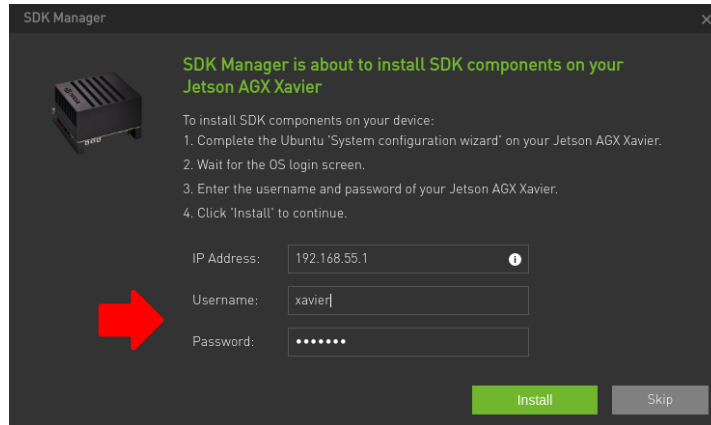 SDK Manager
SDK Manager is about to install SDK components on your
Jetson AGX Xavier
To install SDK components on your device:
1. Complete the Ubuntu 'System configuration wizard' on your Jetson AGX Xavier.
2. Wait for the OS login screen.
3. Enter the username and password of your Jetson AGX Xavier.
4. Click 'Install' to continue.
IP Address: 192.168.55.1
Username: xavier
Password: •••••••
Install Skip